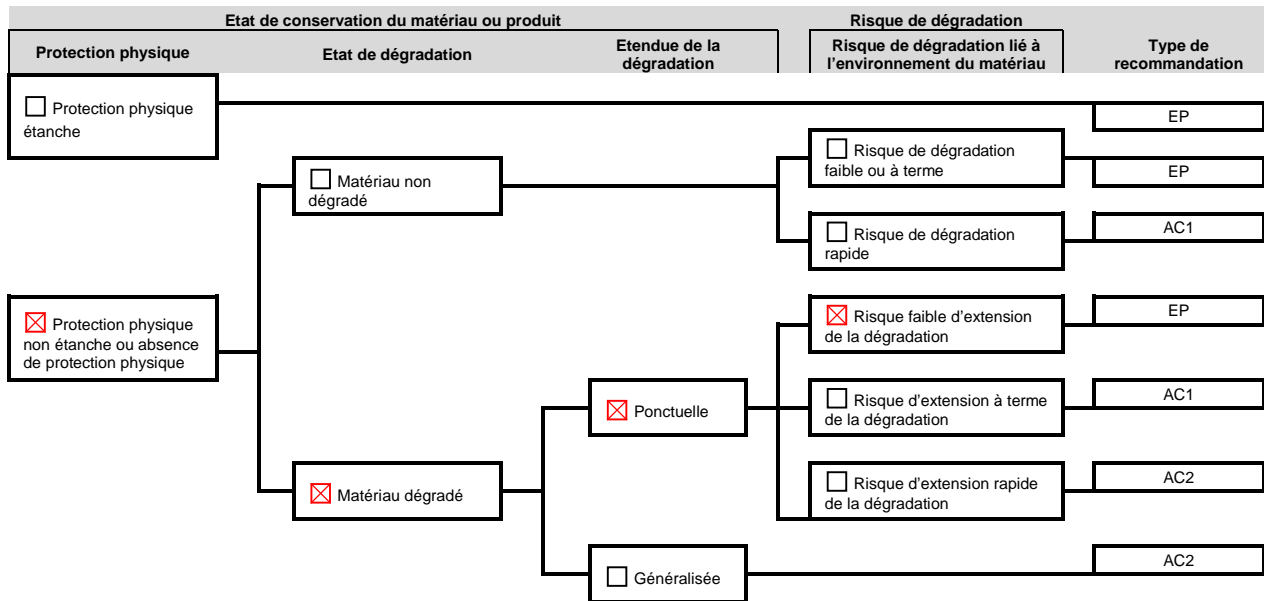 Etat de conservation du matériau ou produit
Risque de dégradation
Protection physique
Etat de dégradation
Etendue de la
dégradation
Risque de dégradation lié à
l'environnement du matériau
Type de
recommandation
Protection physique
étanche
EP
Matériau non
dégradé
Risque de dégradation
faible ou à terme
EP
Risque de dégradation
rapide
AC1
Protection physique
non étanche ou absence
de protection physique
Risque faible d'extension
de la dégradation
EP
Ponctuelle
Risque d'extension à terme
de la dégradation
AC1
Matériau dégradé
Risque d'extension rapide
de la dégradation
AC2
Généralisée
AC2